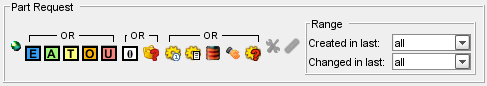 Part Request
OR OR OR
E A T O U 0 ?
Range
Created in last: all
Changed in last: all